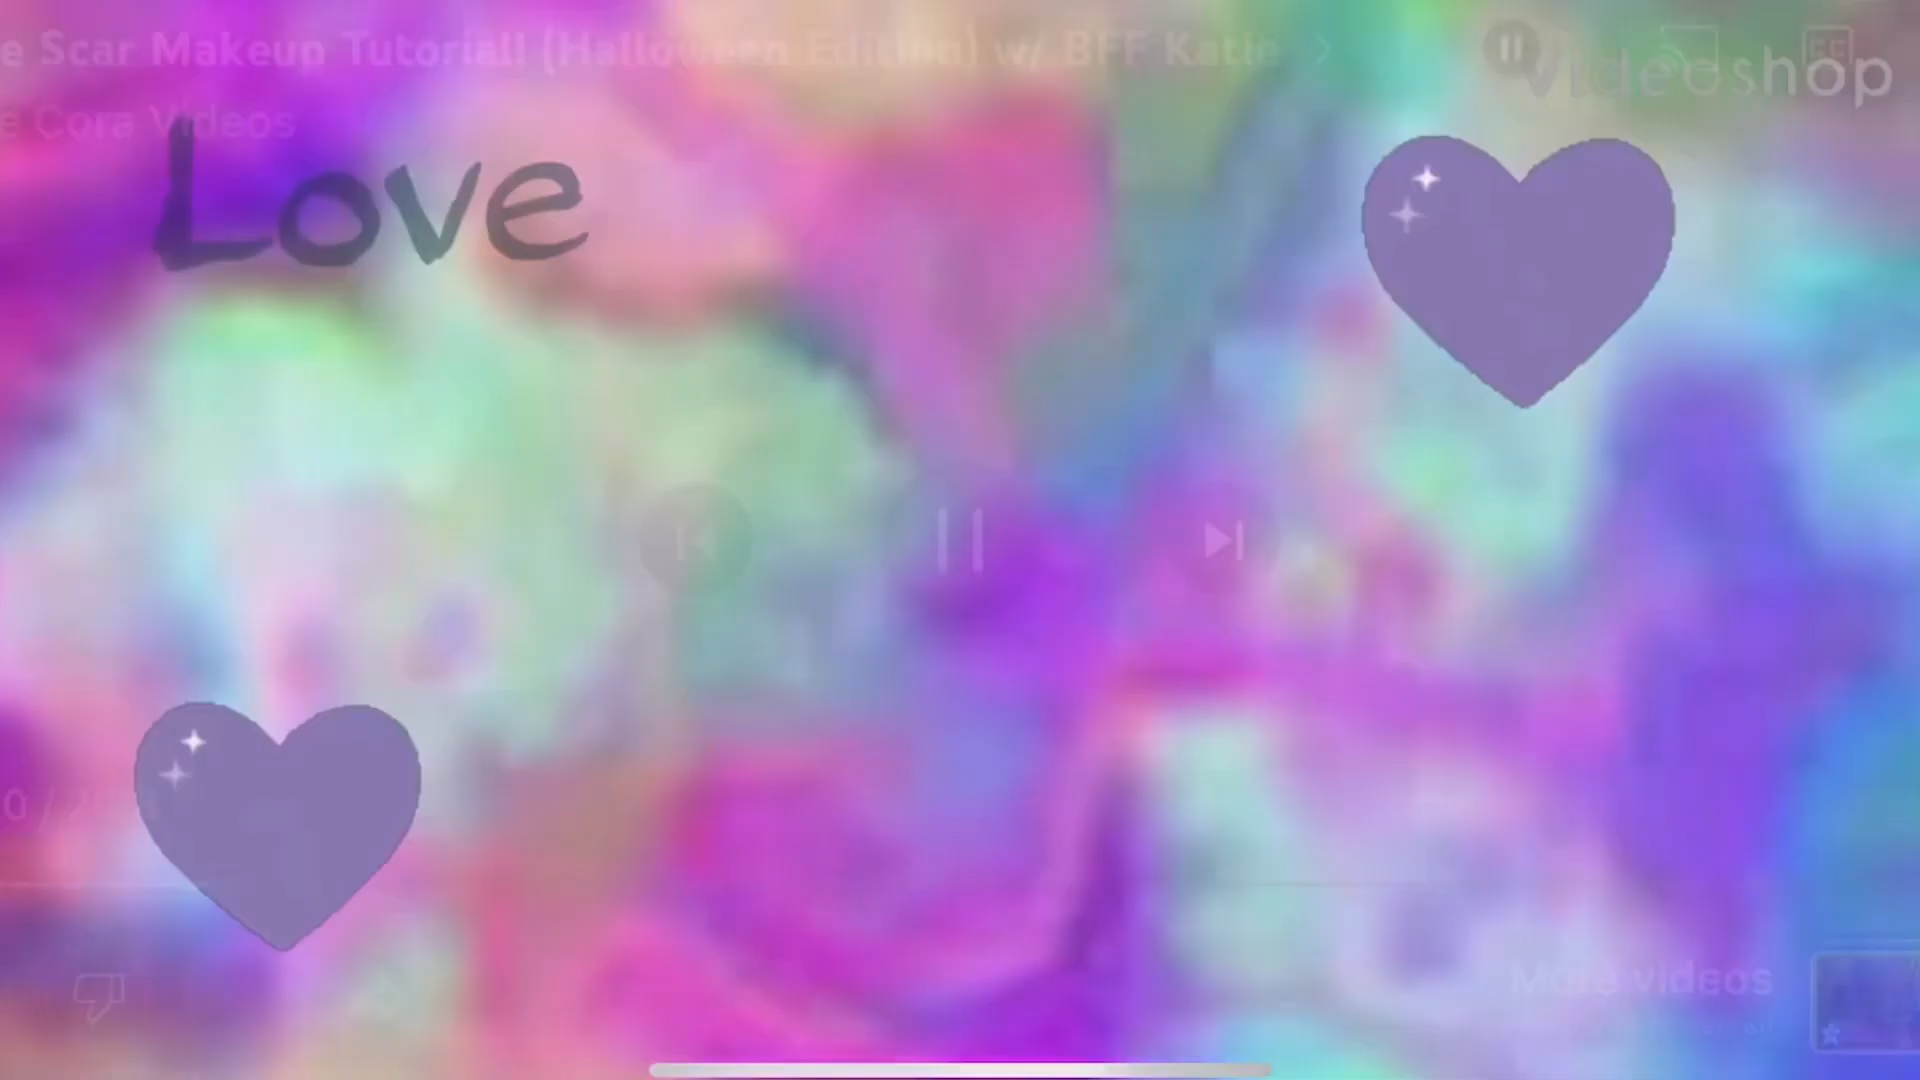 e Scar Makeup Tutorial! (Halloween Edition) w/ BFF Katie
videoshop
e Cora Videos
Love
More videos